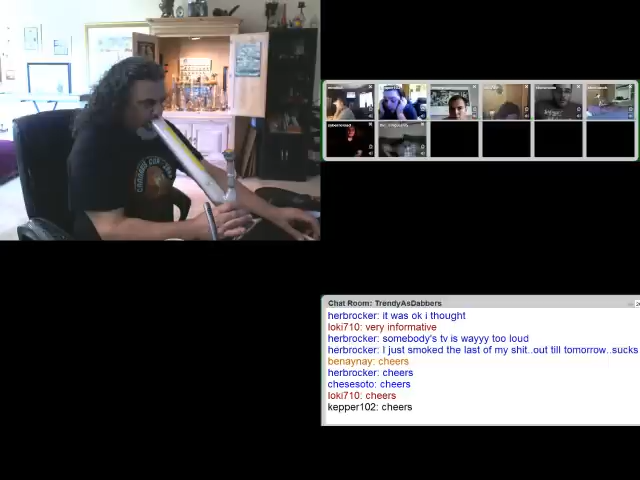 Chat Room: TrendyAsDabbers
herbrocker: it was ok i thought
loki710: very informative
herbrocker: somebody's tv is wayyy too loud
herbrocker: I just smoked the last of my shit..out till tomorrow..sucks
benaynay: cheers
herbrocker: cheers
chesesoto: cheers
loki710: cheers
kepper102: cheers